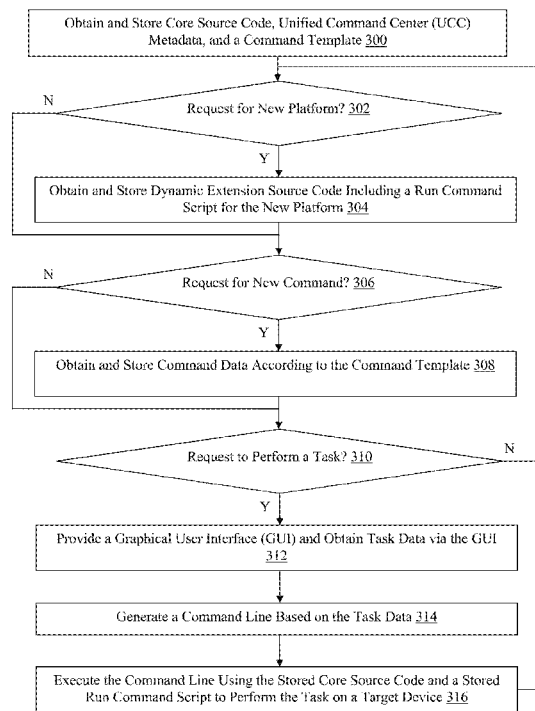 Obtain and Store Core Source Code, Unified Command Center (UCC)
Metadata, and a Command Template 300
N
Request for New Platform? 302
Y
Obtain and Store Dynamic Extension Source Code Including a Run Command
Script for the New Platform 304
N
Request for New Command? 306
Y
Obtain and Store Command Data According to the Command Template 308
Request to Perform a Task? 310
N
Y
Provide a Graphical User Interface (GUI) and Obtain Task Data via the GUI
312
Generate a Command Line Based on the Task Data 314
Execute the Command Line Using the Stored Core Source Code and a Stored
Run Command Script to Perform the Task on a Target Device 316